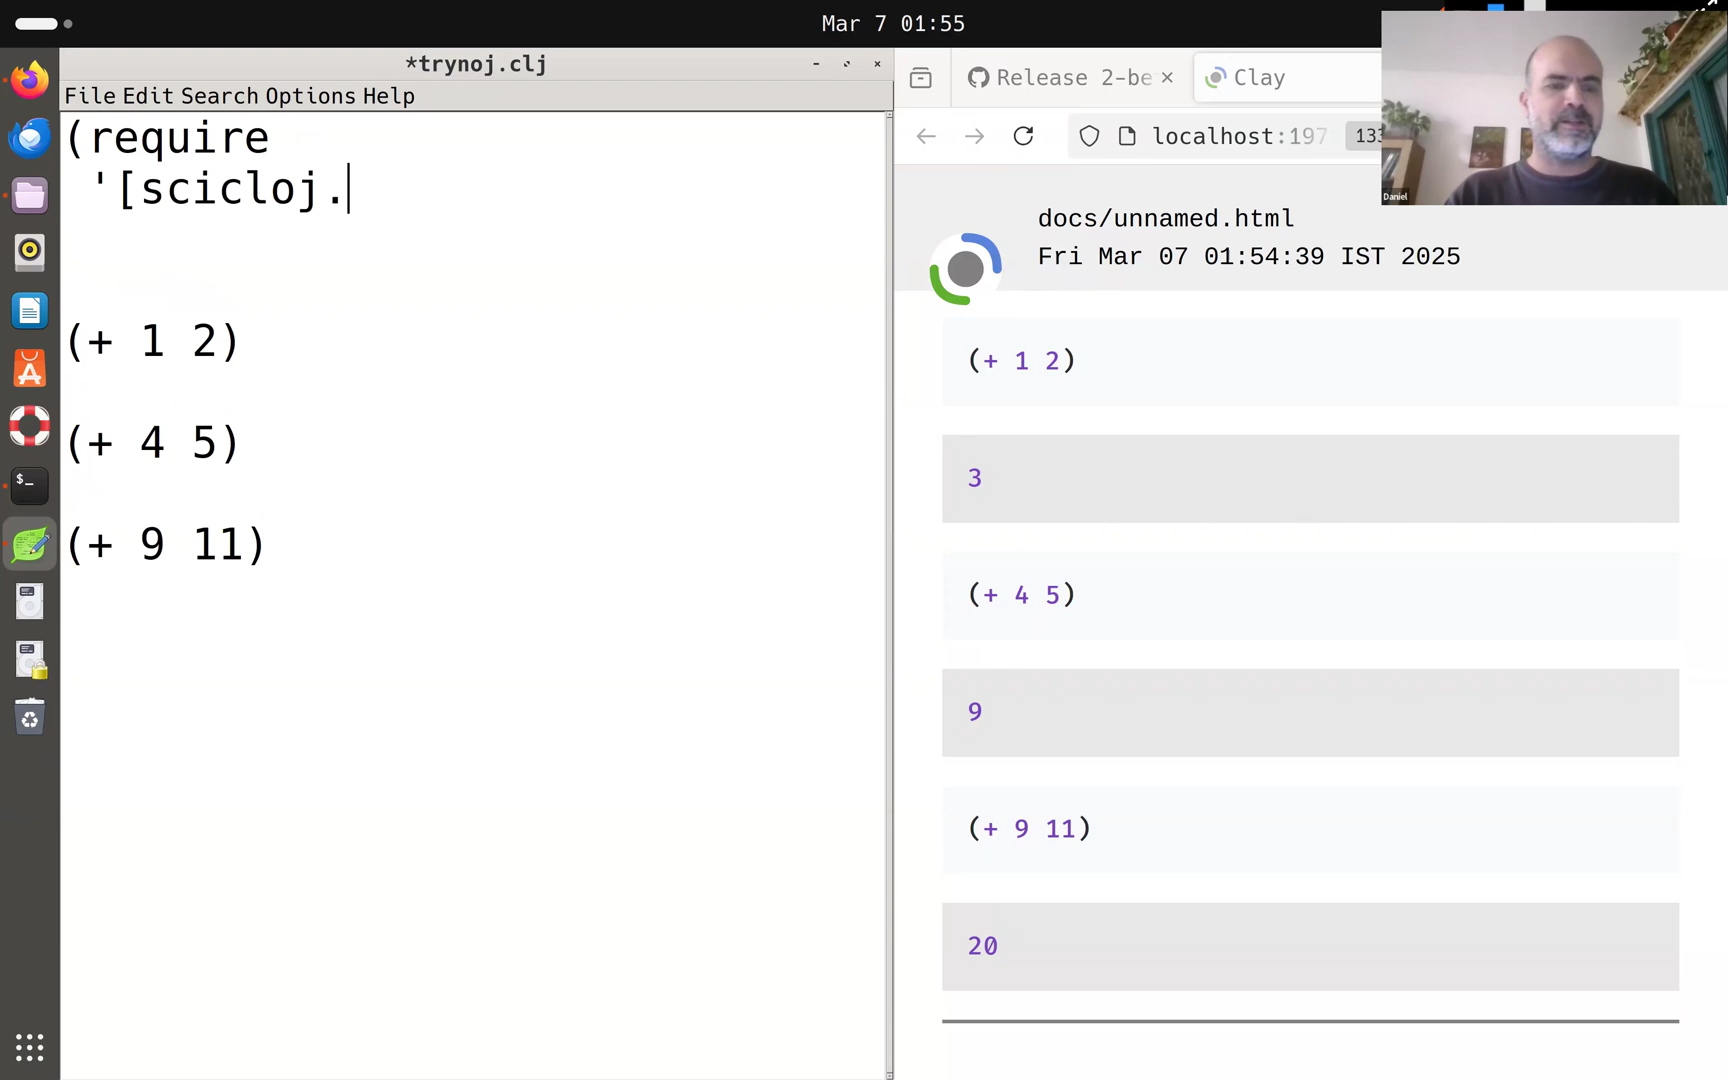 Mar 7 01:55
*trynoj.clj
File Edit Search Options Help
(require
'[scicloj.
(+ 1 2)
(+ 4 5)
(+ 9 11)
Release 2-be
Clay
localhost:197
133
Daniel
docs/unnamed.html
Fri Mar 07 01:54:39 IST 2025
(+ 1 2)
3
(+ 4 5)
9
(+ 9 11)
20